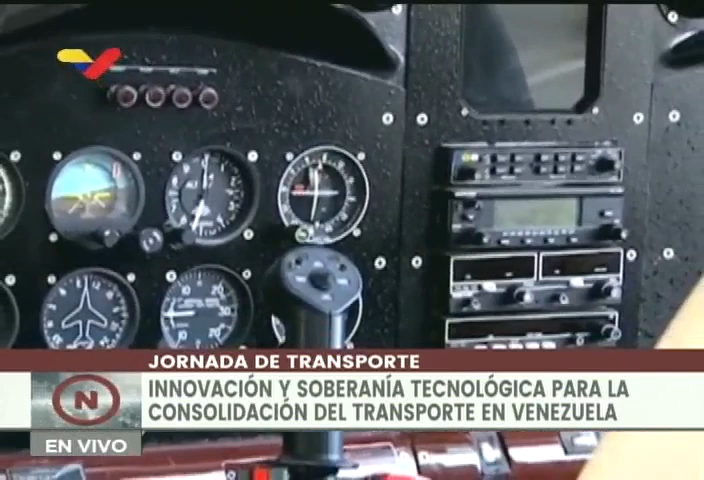 JORNADA DE TRANSPORTE
INNOVACIÓN Y SOBERANÍA TECNOLÓGICA PARA LA
CONSOLIDACIÓN DEL TRANSPORTE EN VENEZUELA
N
EN VIVO